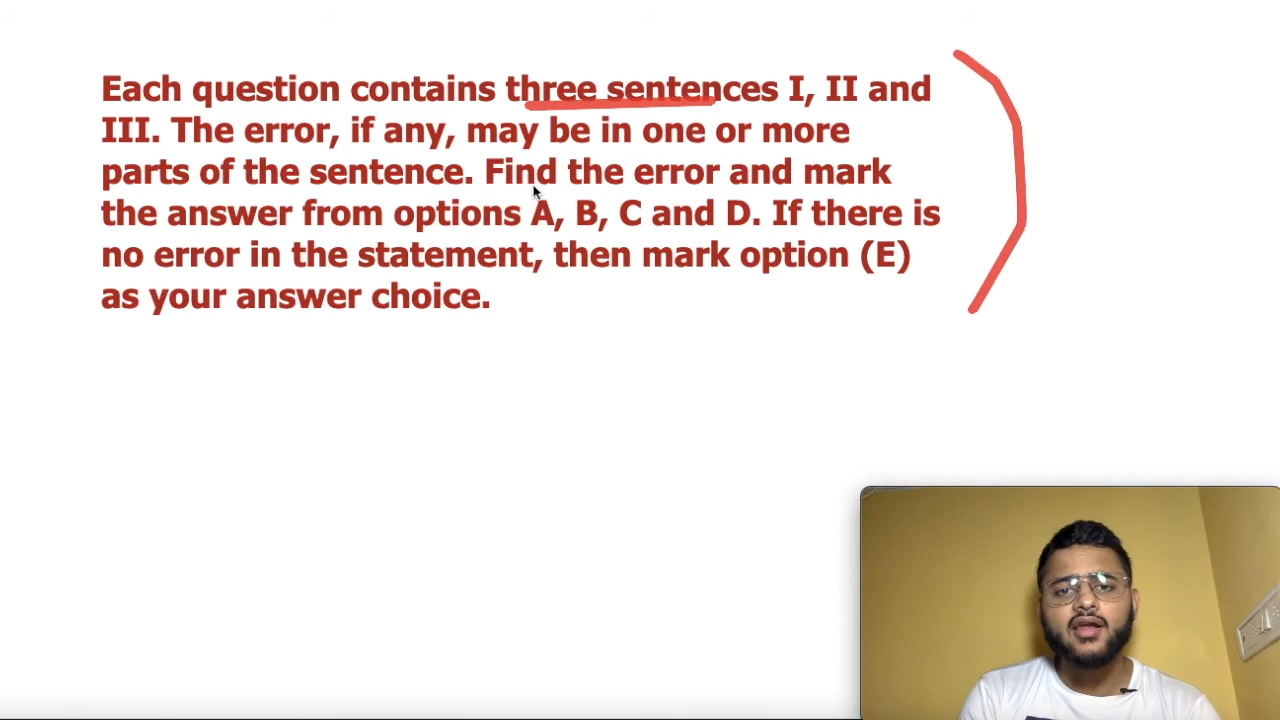 Each question contains three sentences I, II and
III. The error, if any, may be in one or more
parts of the sentence. Find the error and mark
the answer from options A, B, C and D. If there is
no error in the statement, then mark option (E)
as your answer choice.